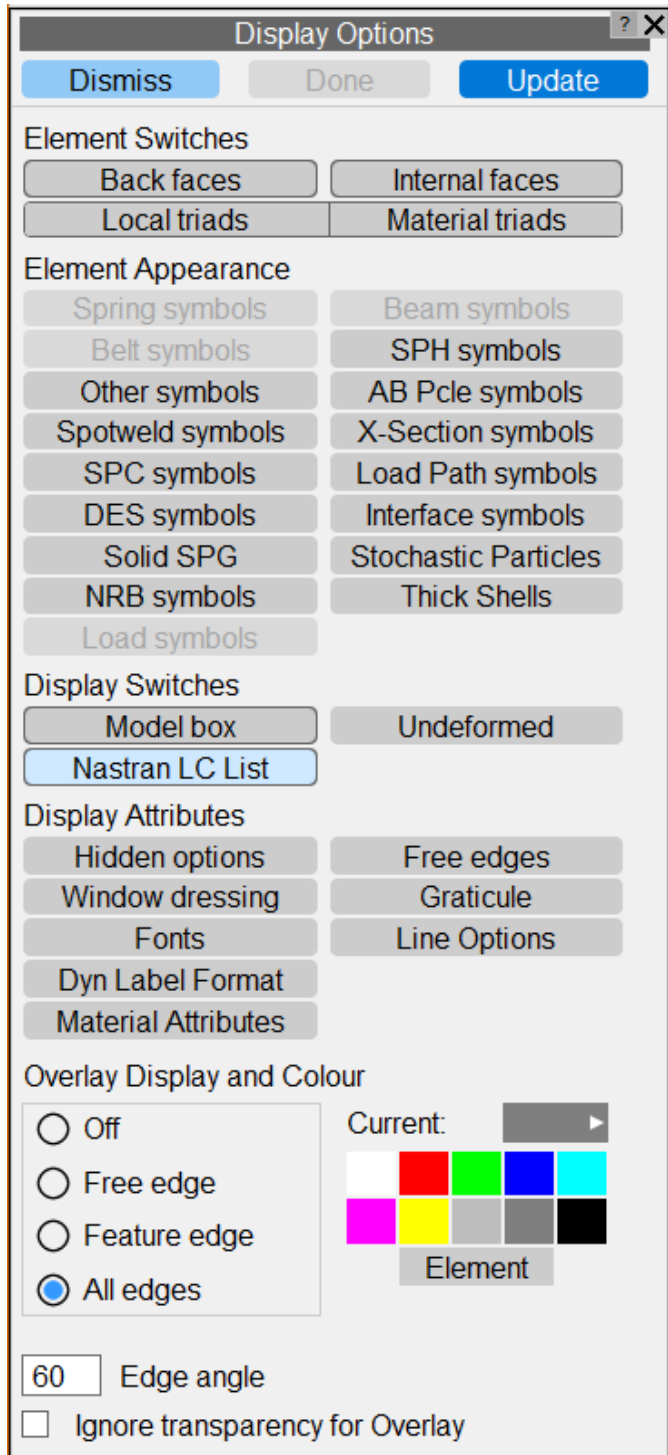 Display Options
?
Dismiss Done Update
Element Switches
Back faces Internal faces
Local triads Material triads
Element Appearance
Spring symbols Beam symbols
Belt symbols SPH symbols
Other symbols AB Pcle symbols
Spotweld symbols X-Section symbols
SPC symbols Load Path symbols
DES symbols Interface symbols
Solid SPG Stochastic Particles
NRB symbols Thick Shells
Load symbols
Display Switches
Model box Undeformed
Nastran LC List
Display Attributes
Hidden options Free edges
Window dressing Graticule
Fonts Line Options
Dyn Label Format
Material Attributes
Overlay Display and Colour
Off Current:
Free edge
Feature edge
All edges Element
60 Edge angle
Ignore transparency for Overlay